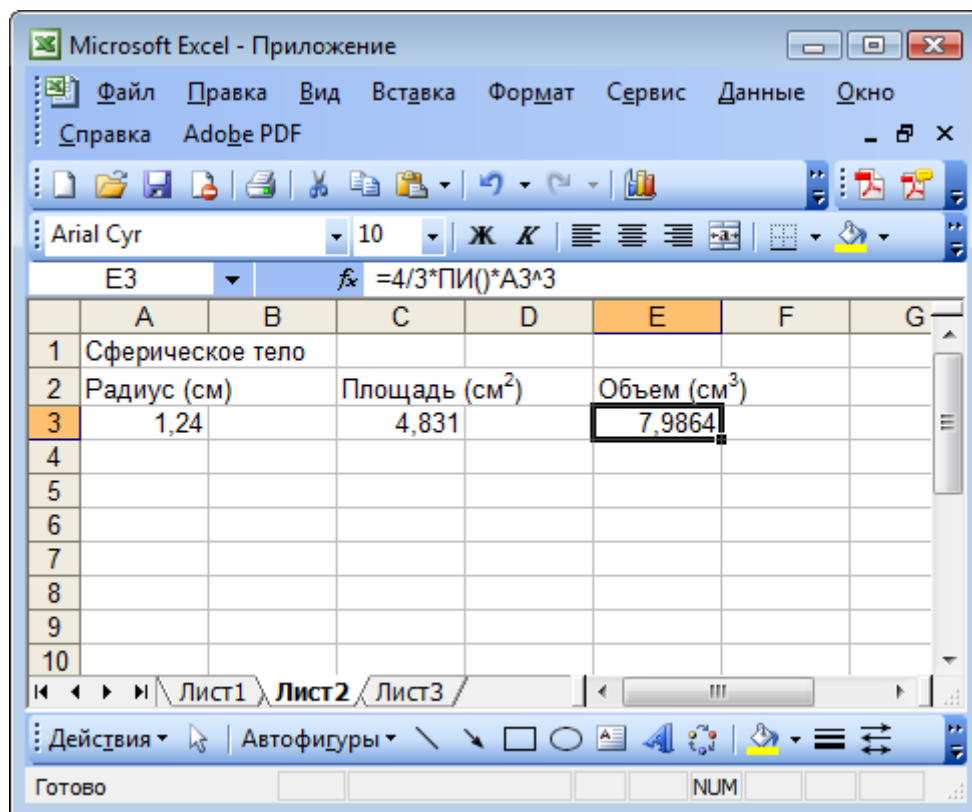 Microsoft Excel - Приложение
Файл Правка Вид Вставка Формат Сервис Данные Окно
Справка Adobe PDF
Arial Cyr 10 Ж К
E3 fx =4/3*ПИ()*A3^3
A B C D E F G
1 Сферическое тело
2 Радиус (см) Площадь (см²) Объем (см³)
3 1,24 4,831 7,9864
4
5
6
7
8
9
10
Лист1 Лист2 Лист3
Действия Автофигуры
Готово NUM